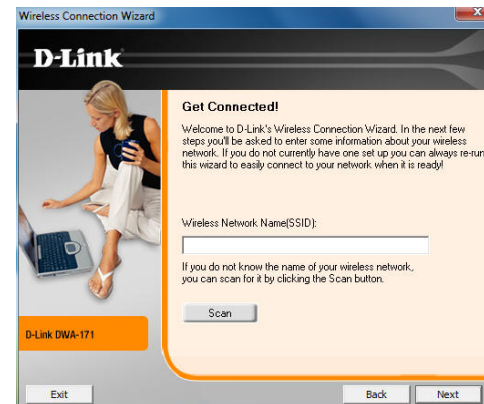 Wireless Connection Wizard
D-Link
Get Connected!
Welcome to D-Link's Wireless Connection Wizard. In the next few
steps you'll be asked to enter some information about your wireless
network. If you do not currently have one set up you can always re-run
this wizard to easily connect to your network when it is ready!
Wireless Network Name(SSID):
If you do not know the name of your wireless network,
you can scan for it by clicking the Scan button.
Scan
D-Link DWA-171
Exit
Back
Next